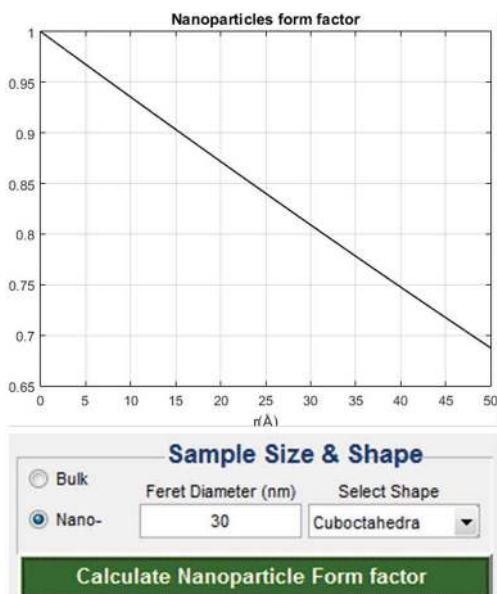 Nanoparticles form factor
1
0.95
0.9
0.85
0.8
0.75
0.7
0.65
0 5 10 15 20 25 30 35 40 45 50
r(Å)
Sample Size & Shape
Bulk
Feret Diameter (nm) Select Shape
Nano- 30 Cuboctahedra
Calculate Nanoparticle Form factor